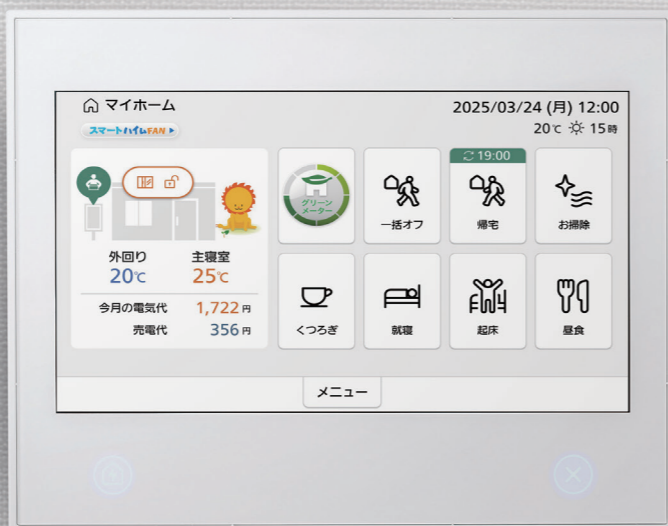 マイホーム
2025/03/24 (月) 12:00
スマートハイムFAN
20℃ 15時
19:00
グリーン
メーター
一括オフ
帰宅
お掃除
外回り
主寝室
20℃
25℃
今月の電気代 1,722円
売電代 356円
くつろぎ
就寝
起床
昼食
メニュー